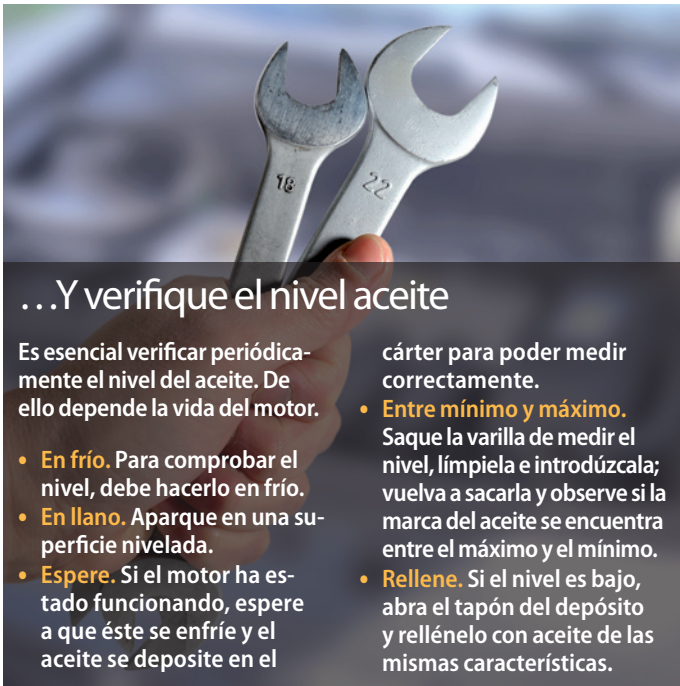 18
22
…Y verifique el nivel aceite
Es esencial verificar periódica-
mente el nivel del aceite. De
ello depende la vida del motor.
• En frío. Para comprobar el
nivel, debe hacerlo en frío.
• En llano. Aparque en una su-
perficie nivelada.
• Espere. Si el motor ha es-
tado funcionando, espere
a que éste se enfríe y el
aceite se deposite en el
cárter para poder medir
correctamente.
• Entre mínimo y máximo.
Saque la varilla de medir el
nivel, límpiela e introdúzcala;
vuelva a sacarla y observe si la
marca del aceite se encuentra
entre el máximo y el mínimo.
• Rellene. Si el nivel es bajo,
abra el tapón del depósito
y rellénelo con aceite de las
mismas características.